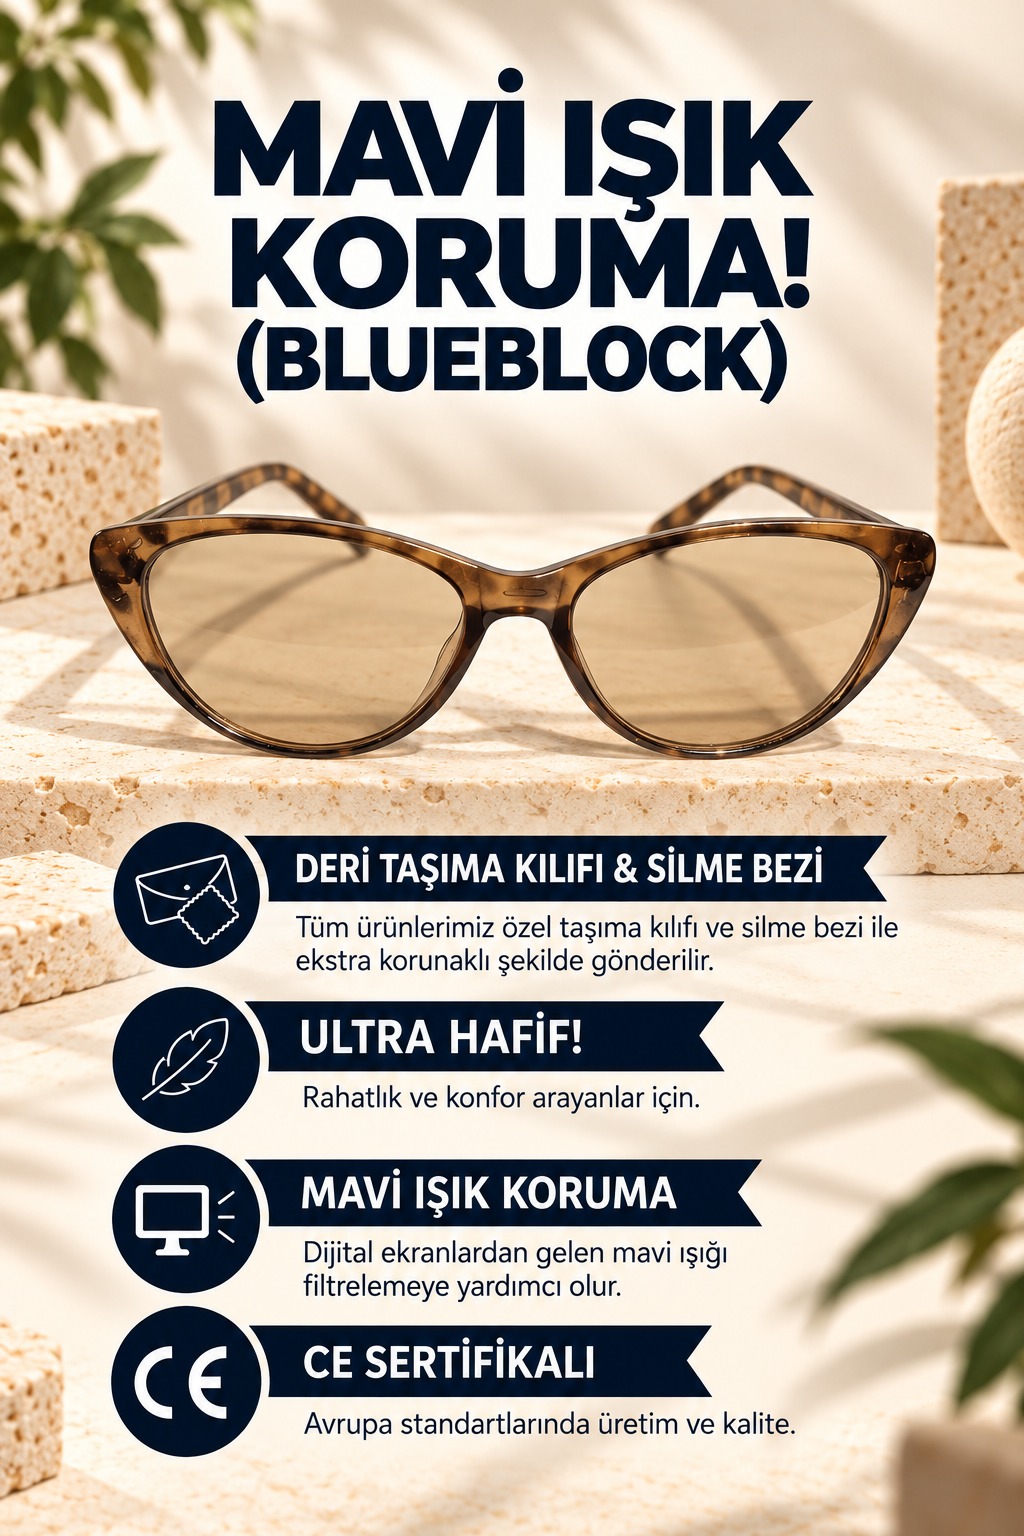 MAVİ IŞIK
KORUMA!
(BLUEBLOCK)
DERİ TAŞIMA KILIFI & SİLME BEZİ
Tüm ürünlerimiz özel taşıma kılıfı ve silme bezi ile
ekstra korunaklı şekilde gönderilir.
ULTRA HAFİF!
Rahatlık ve konfor arayanlar için.
MAVİ IŞIK KORUMA
Dijital ekranlardan gelen mavi ışığı
filtrelemeye yardımcı olur.
CE
CE SERTİFİKALI
Avrupa standartlarında üretim ve kalite.